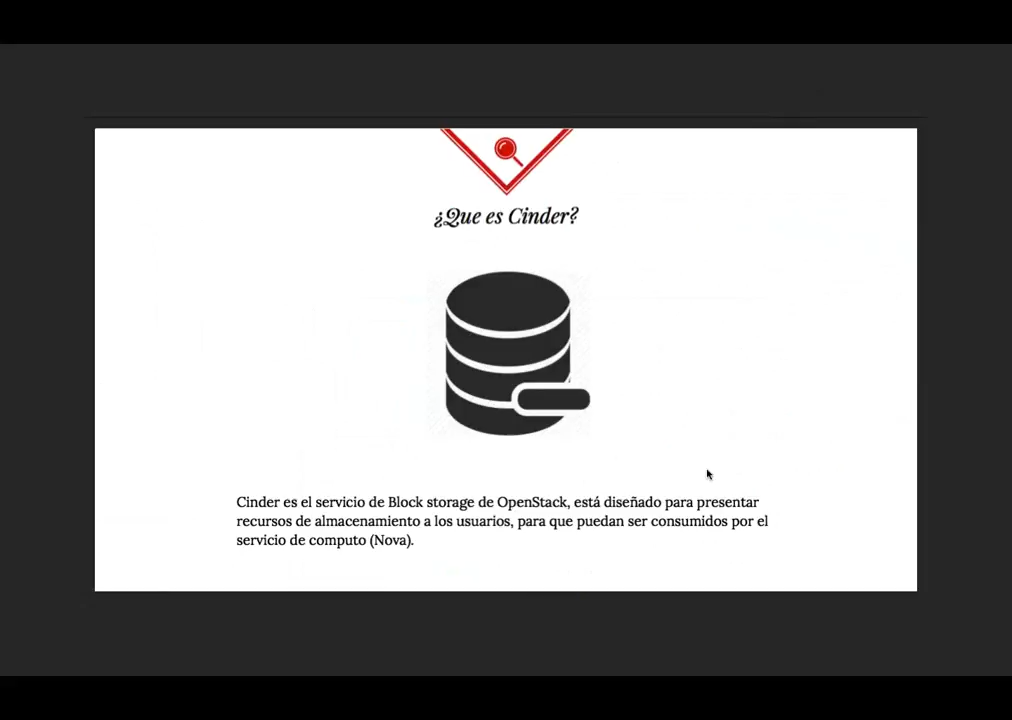 ¿Que es Cinder?
Cinder es el servicio de Block storage de OpenStack, está diseñado para presentar
recursos de almacenamiento a los usuarios, para que puedan ser consumidos por el
servicio de computo (Nova).